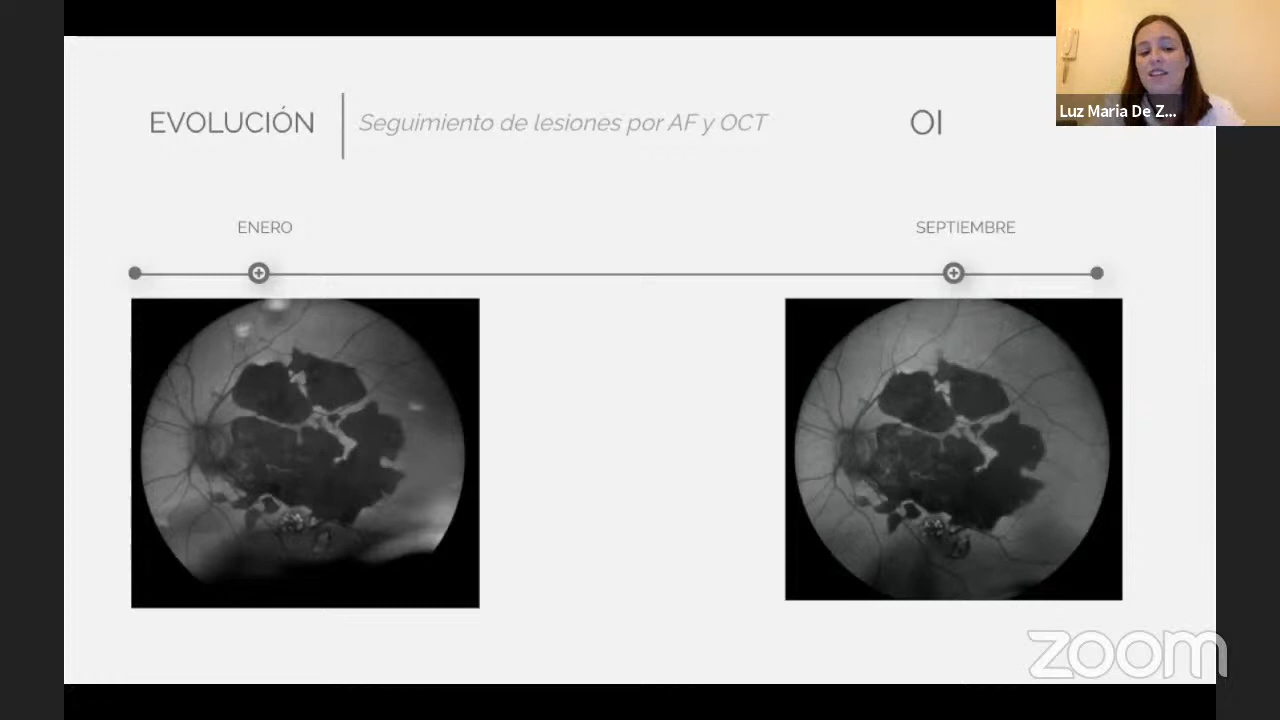 EVOLUCIÓN
Seguimiento de lesiones por AF y OCT
OI
Luz Maria De Z...
ENERO
SEPTIEMBRE
zoom